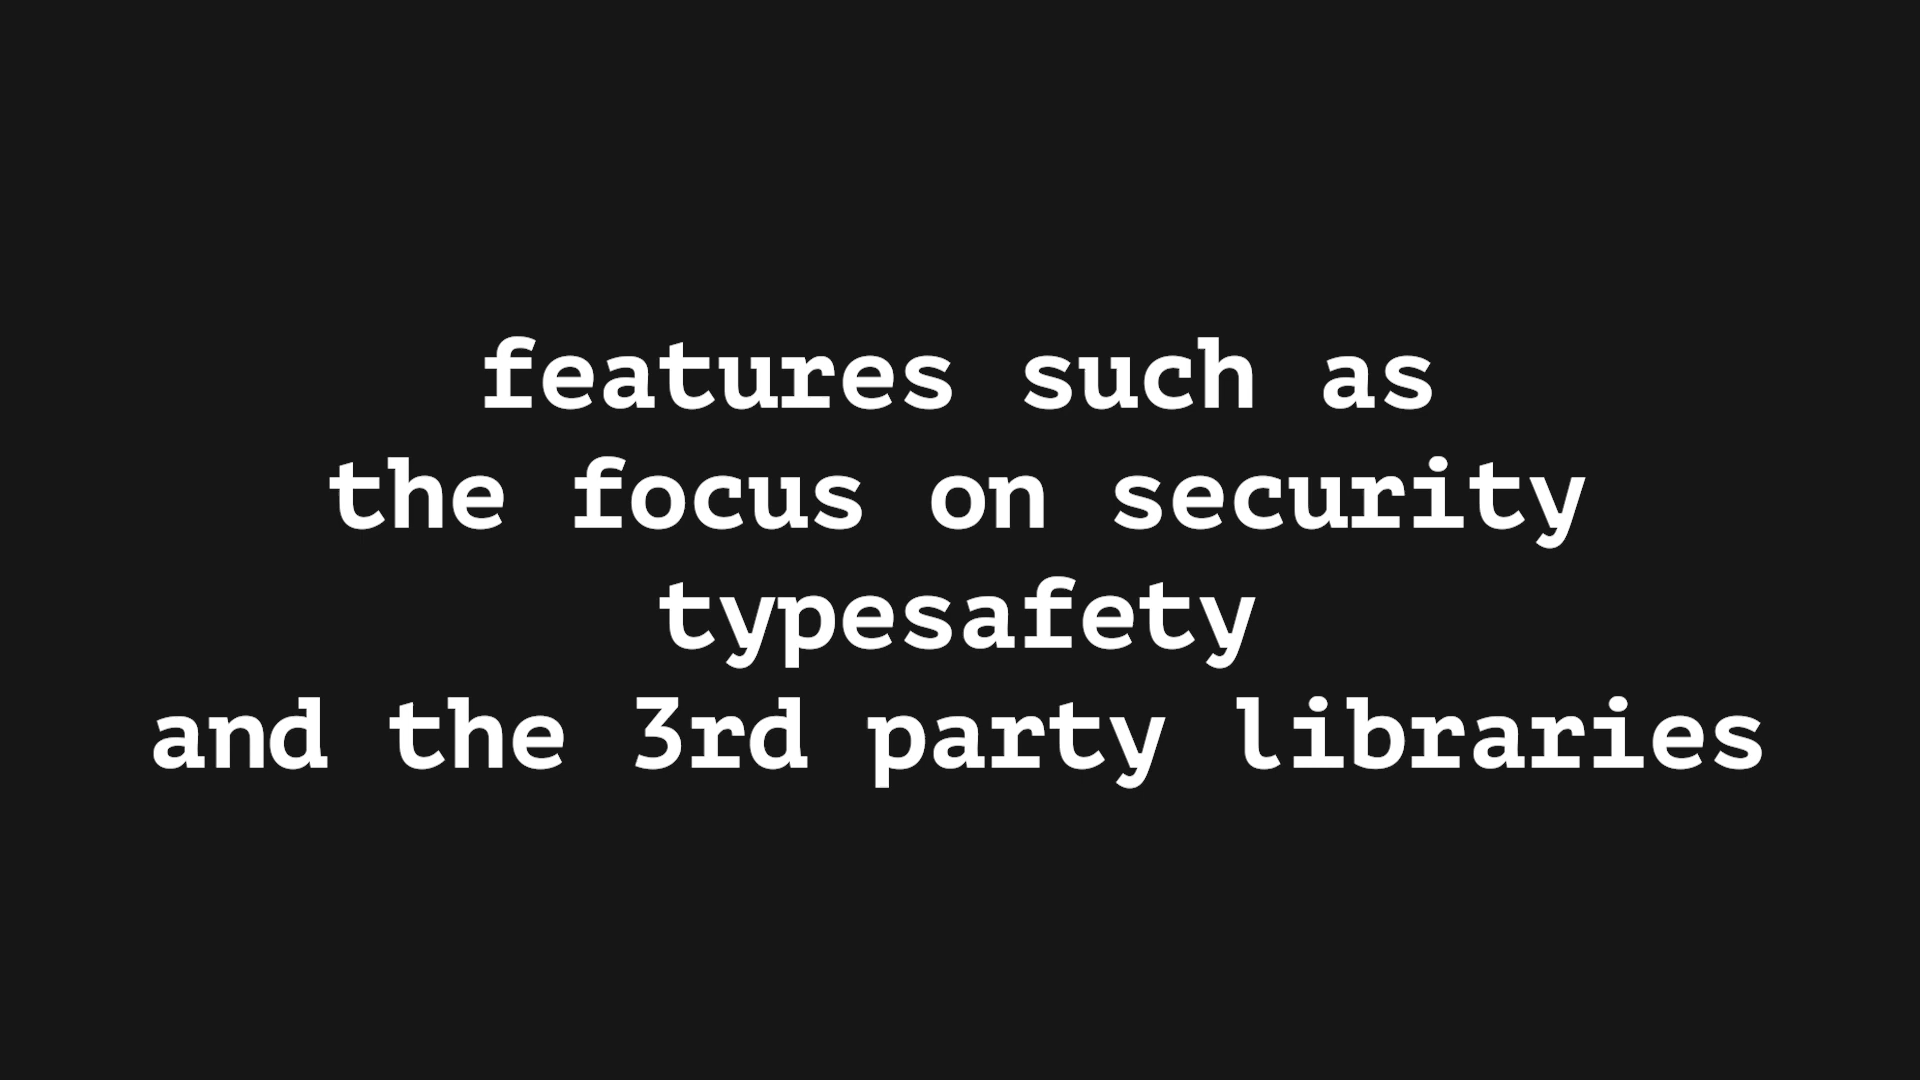 features such as
the focus on security
typesafety
and the 3rd party libraries